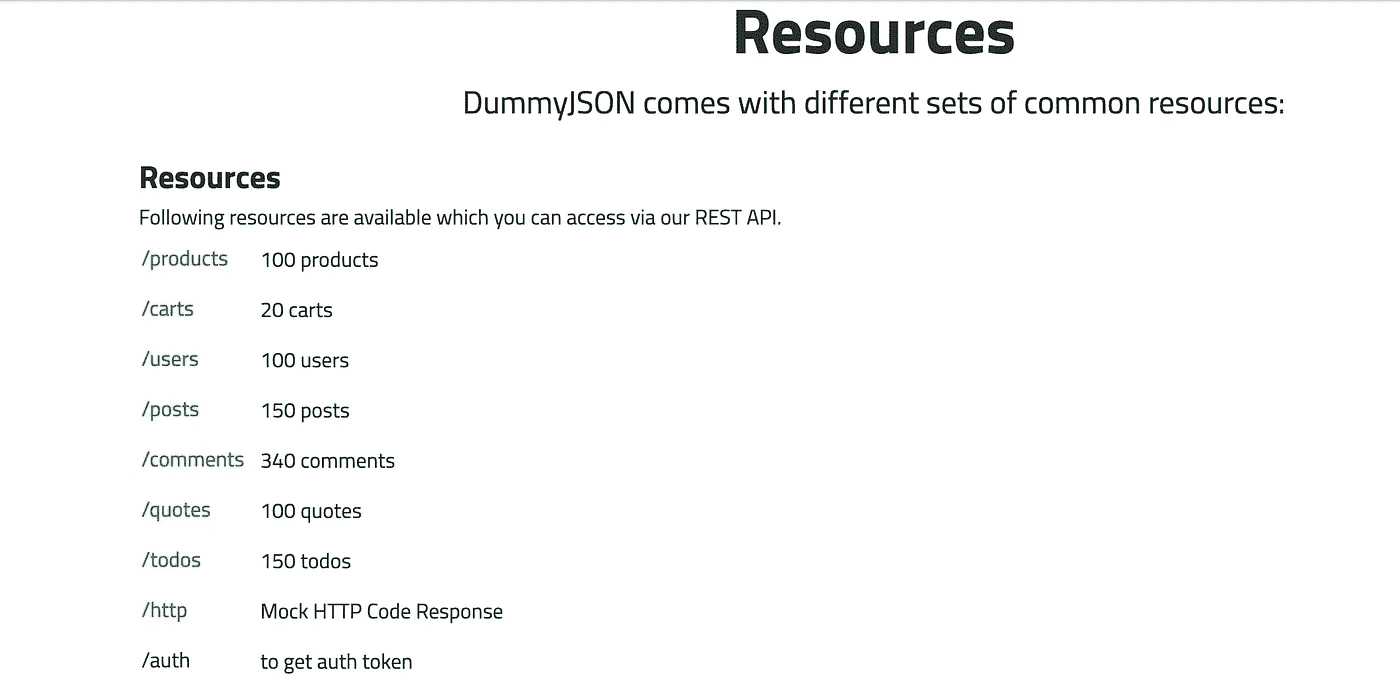 Resources
DummyJSON comes with different sets of common resources:
Resources
Following resources are available which you can access via our REST API.
/products 100 products
/carts 20 carts
/users 100 users
/posts 150 posts
/comments 340 comments
/quotes 100 quotes
/todos 150 todos
/http Mock HTTP Code Response
/auth to get auth token